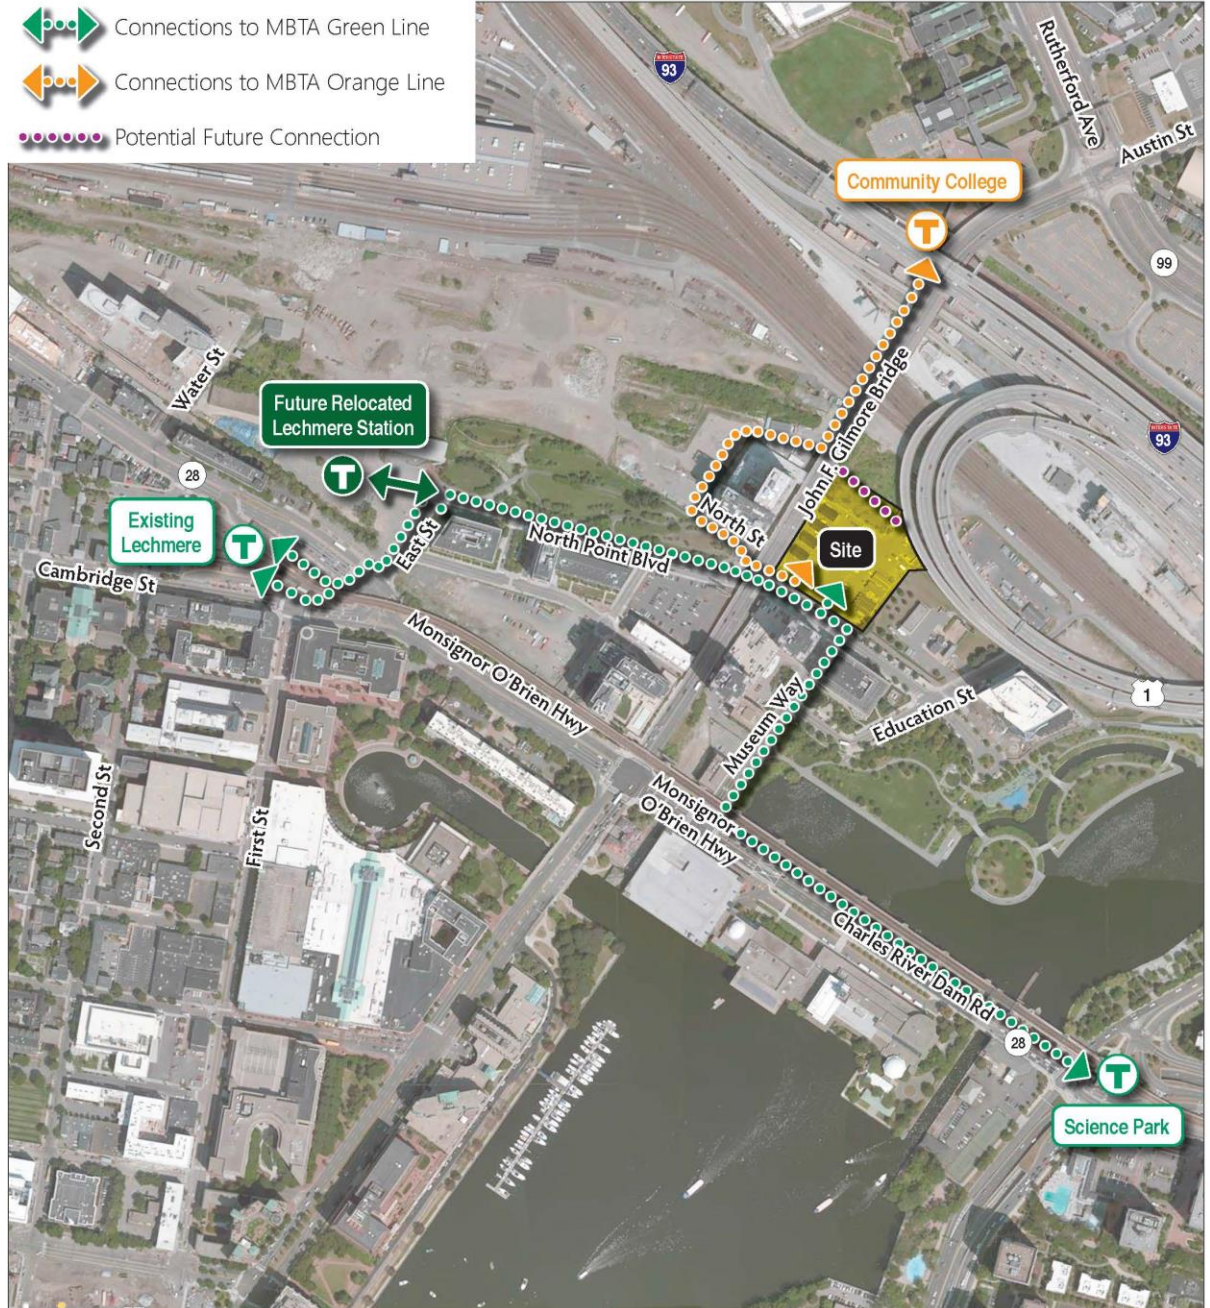 Connections to MBTA Green Line
Connections to MBTA Orange Line
Potential Future Connection
INTERSTATE
93
Rutherford Ave
Austin St
Community College
T
99
John F. Gilmore Bridge
INTERSTATE
93
Water St
Future Relocated
Lechmere Station
T
28
Existing
Lechmere
T
East St
North Point Blvd
North St
Site
Cambridge St
Monsignor O'Brien Hwy
Museum Way
Education St
1
Second St
First St
Monsignor
O'Brien Hwy
Charles River Dam Rd
28
T
Science Park